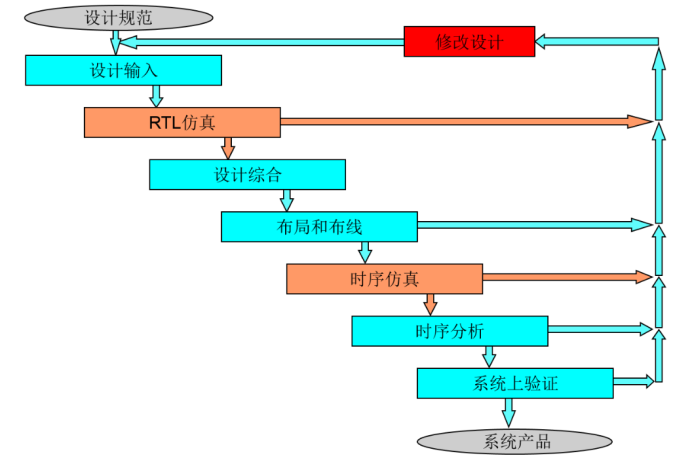 设计规范
修改设计
设计输入
RTL仿真
设计综合
布局和布线
时序仿真
时序分析
系统上验证
系统产品